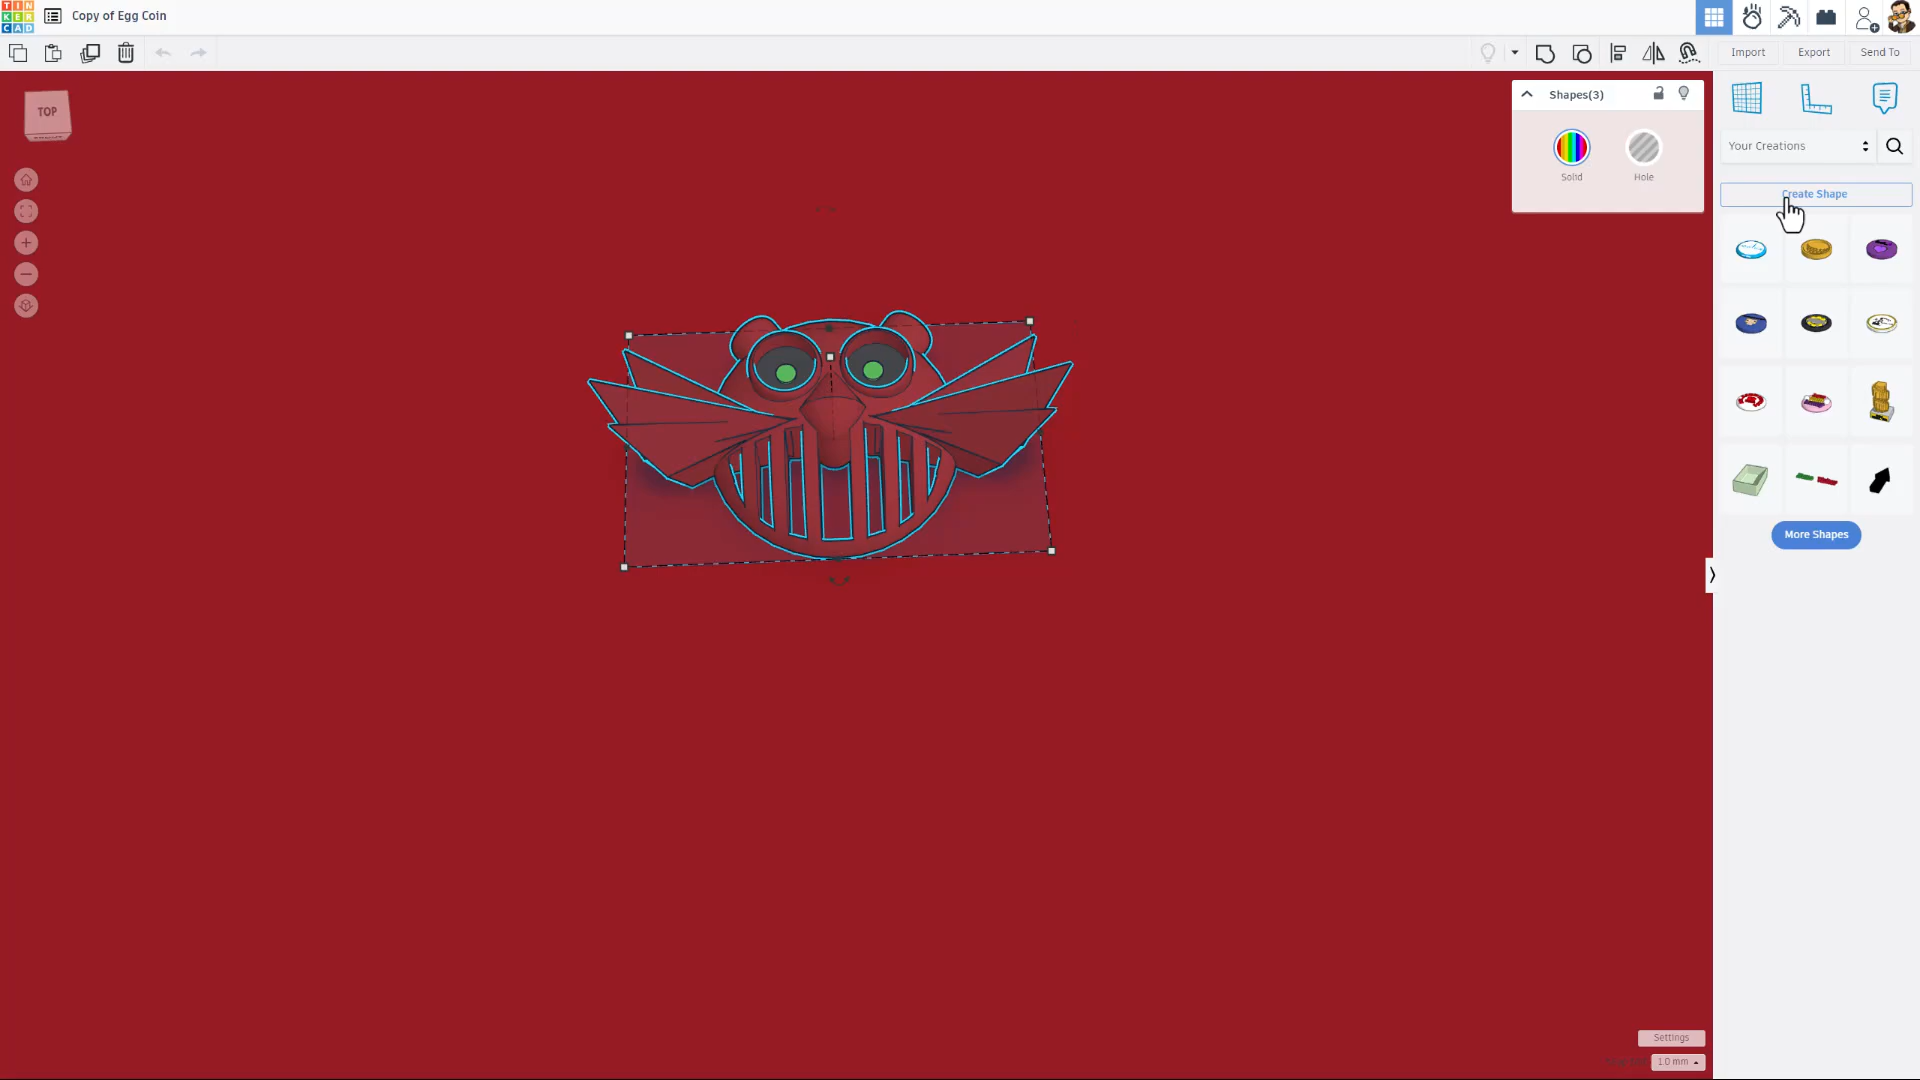 TIN
KER
CAD
Copy of Egg Coin
Import
Export
Send To
TOP
Shapes(3)
Solid
Hole
Your Creations
Create Shape
More Shapes
Settings
1.0 mm